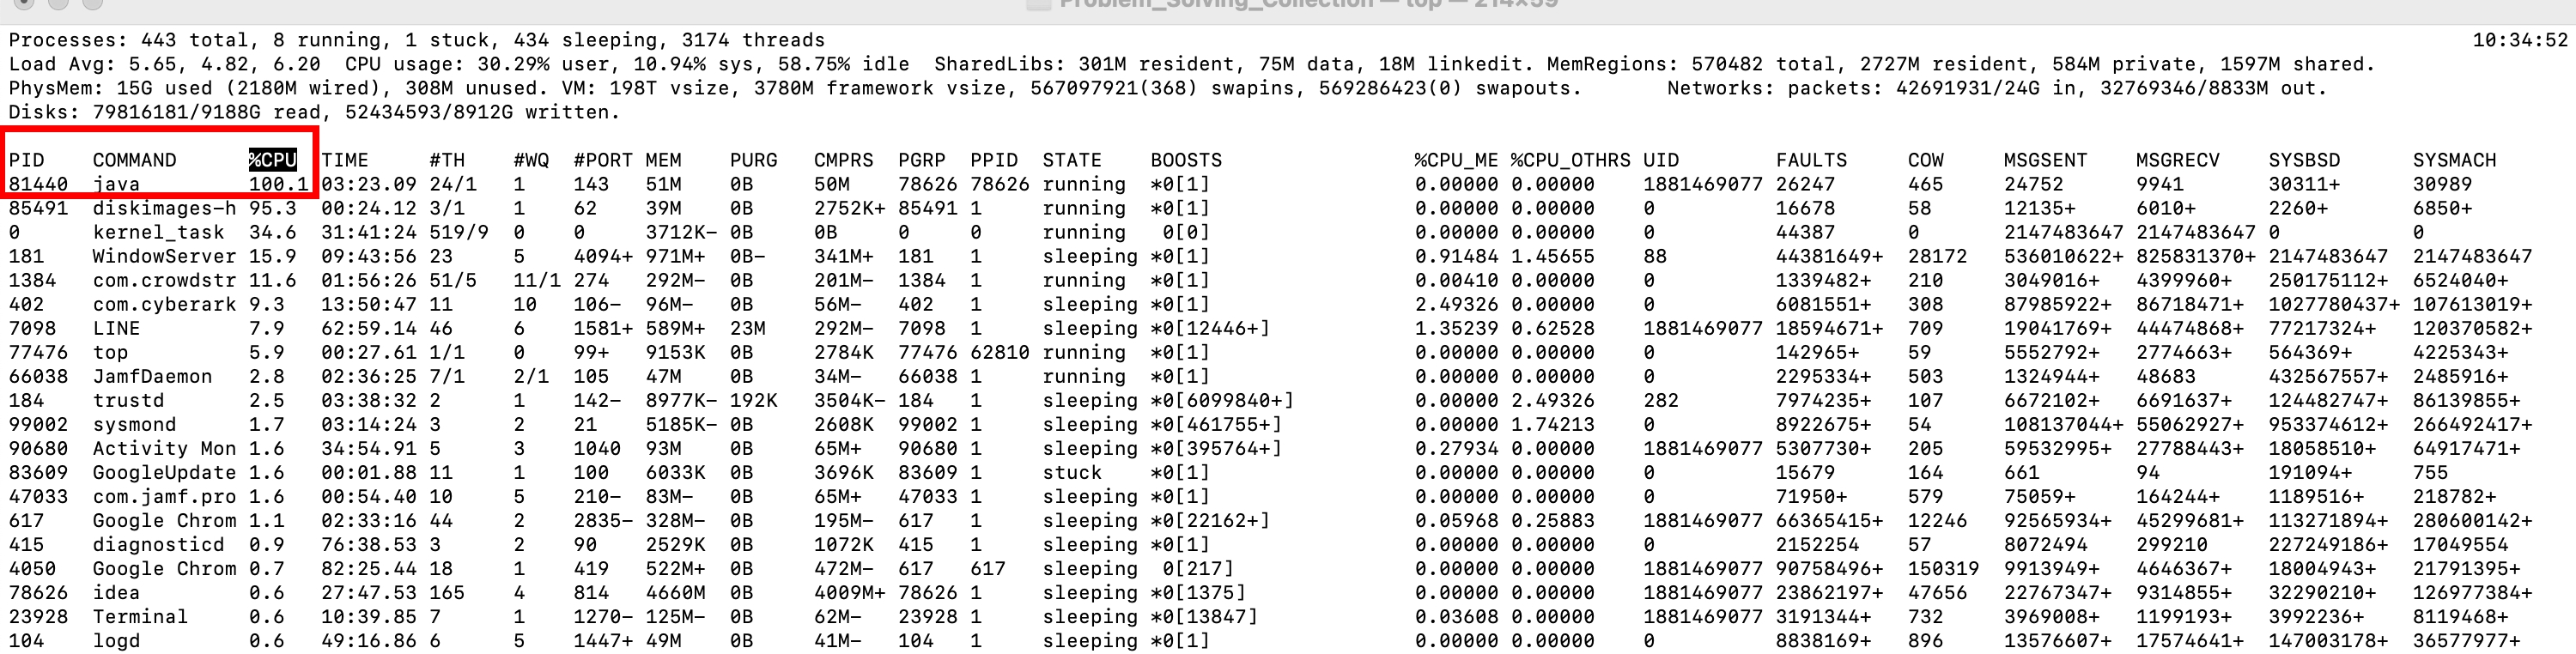 Problem_Solving_Collection — top — 214×59
Processes: 443 total, 8 running, 1 stuck, 434 sleeping, 3174 threads 10:34:52
Load Avg: 5.65, 4.82, 6.20 CPU usage: 30.29% user, 10.94% sys, 58.75% idle SharedLibs: 301M resident, 75M data, 18M linkedit. MemRegions: 570482 total, 2727M resident, 584M private, 1597M shared.
PhysMem: 15G used (2180M wired), 308M unused. VM: 198T vsize, 3780M framework vsize, 567097921(368) swapins, 569286423(0) swapouts. Networks: packets: 42691931/24G in, 32769346/8833M out.
Disks: 79816181/9188G read, 52434593/8912G written.
PID COMMAND %CPU TIME #TH #WQ #PORT MEM PURG CMPRS PGRP PPID STATE BOOSTS %CPU_ME %CPU_OTHRS UID FAULTS COW MSGSENT MSGRECV SYSBSD SYSMACH
81440 java 100.1 03:23.09 24/1 1 143 51M 0B 50M 78626 78626 running *0[1] 0.00000 0.00000 1881469077 26247 465 24752 9941 30311+ 30989
85491 diskimages-h 95.3 00:24.12 3/1 1 62 39M 0B 2752K+ 85491 1 running *0[1] 0.00000 0.00000 0 16678 58 12135+ 6010+ 2260+ 6850+
0 kernel_task 34.6 31:41:24 519/9 0 0 3712K- 0B 0B 0 0 running 0[0] 0.00000 0.00000 0 44387 0 2147483647 2147483647 0 0
181 WindowServer 15.9 09:43:56 23 5 4094+ 971M+ 0B- 341M+ 181 1 sleeping *0[1] 0.91484 1.45655 88 44381649+ 28172 536010622+ 825831370+ 2147483647 2147483647
1384 com.crowdstr 11.6 01:56:26 51/5 11/1 274 292M- 0B 201M- 1384 1 running *0[1] 0.00410 0.00000 0 1339482+ 210 3049016+ 4399960+ 250175112+ 6524040+
402 com.cyberark 9.3 13:50:47 11 10 106- 96M- 0B 56M- 402 1 sleeping *0[1] 2.49326 0.00000 0 6081551+ 308 87985922+ 86718471+ 1027780437+ 107613019+
7098 LINE 7.9 62:59.14 46 6 1581+ 589M+ 23M 292M- 7098 1 sleeping *0[12446+] 1.35239 0.62528 1881469077 18594671+ 709 19041769+ 44474868+ 77217324+ 120370582+
77476 top 5.9 00:27.61 1/1 0 99+ 9153K 0B 2784K 77476 62810 running *0[1] 0.00000 0.00000 0 142965+ 59 5552792+ 2774663+ 564369+ 4225343+
66038 JamfDaemon 2.8 02:36:25 7/1 2/1 105 47M 0B 34M- 66038 1 running *0[1] 0.00000 0.00000 0 2295334+ 503 1324944+ 48683 432567557+ 2485916+
184 trustd 2.5 03:38:32 2 1 142- 8977K- 192K 3504K- 184 1 sleeping *0[6099840+] 0.00000 2.49326 282 7974235+ 107 6672102+ 6691637+ 124482747+ 86139855+
99002 sysmond 1.7 03:14:24 3 2 21 5185K- 0B 2608K 99002 1 sleeping *0[461755+] 0.00000 1.74213 0 8922675+ 54 108137044+ 55062927+ 953374612+ 266492417+
90680 Activity Mon 1.6 34:54.91 5 3 1040 93M 0B 65M+ 90680 1 sleeping *0[395764+] 0.27934 0.00000 1881469077 5307730+ 205 59532995+ 27788443+ 18058510+ 64917471+
83609 GoogleUpdate 1.6 00:01.88 11 1 100 6033K 0B 3696K 83609 1 stuck *0[1] 0.00000 0.00000 0 15679 164 661 94 191094+ 755
47033 com.jamf.pro 1.6 00:54.40 10 5 210- 83M- 0B 65M+ 47033 1 sleeping *0[1] 0.00000 0.00000 0 71950+ 579 75059+ 164244+ 1189516+ 218782+
617 Google Chrom 1.1 02:33:16 44 2 2835- 328M- 0B 195M- 617 1 sleeping *0[22162+] 0.05968 0.25883 1881469077 66365415+ 12246 92565934+ 45299681+ 113271894+ 280600142+
415 diagnosticd 0.9 76:38.53 3 2 90 2529K 0B 1072K 415 1 sleeping *0[1] 0.00000 0.00000 0 2152254 57 8072494 299210 227249186+ 17049554
4050 Google Chrom 0.7 82:25.44 18 1 419 522M+ 0B 472M- 617 617 sleeping 0[217] 0.00000 0.00000 1881469077 90758496+ 150319 9913949+ 4646367+ 18004943+ 21791395+
78626 idea 0.6 27:47.53 165 4 814 4660M 0B 4009M+ 78626 1 sleeping *0[1375] 0.00000 0.00000 1881469077 23862197+ 47656 22767347+ 9314855+ 32290210+ 126977384+
23928 Terminal 0.6 10:39.85 7 1 1270- 125M- 0B 62M- 23928 1 sleeping *0[13847] 0.03608 0.00000 1881469077 3191344+ 732 3969008+ 1199193+ 3992236+ 8119468+
104 logd 0.6 49:16.86 6 5 1447+ 49M 0B 41M- 104 1 sleeping *0[1] 0.00000 0.00000 0 8838169+ 896 13576607+ 17574641+ 147003178+ 36577977+